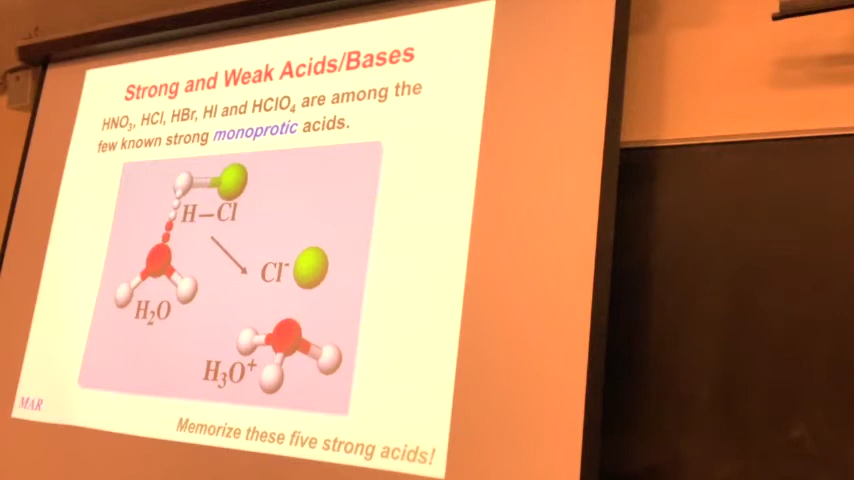 Strong and Weak Acids/Bases
HNO₃, HCl, HBr, HI and HClO₄ are among the
few known strong monoprotic acids.
H–Cl
Cl⁻
H₂O
H₃O⁺
MAR
Memorize these five strong acids!